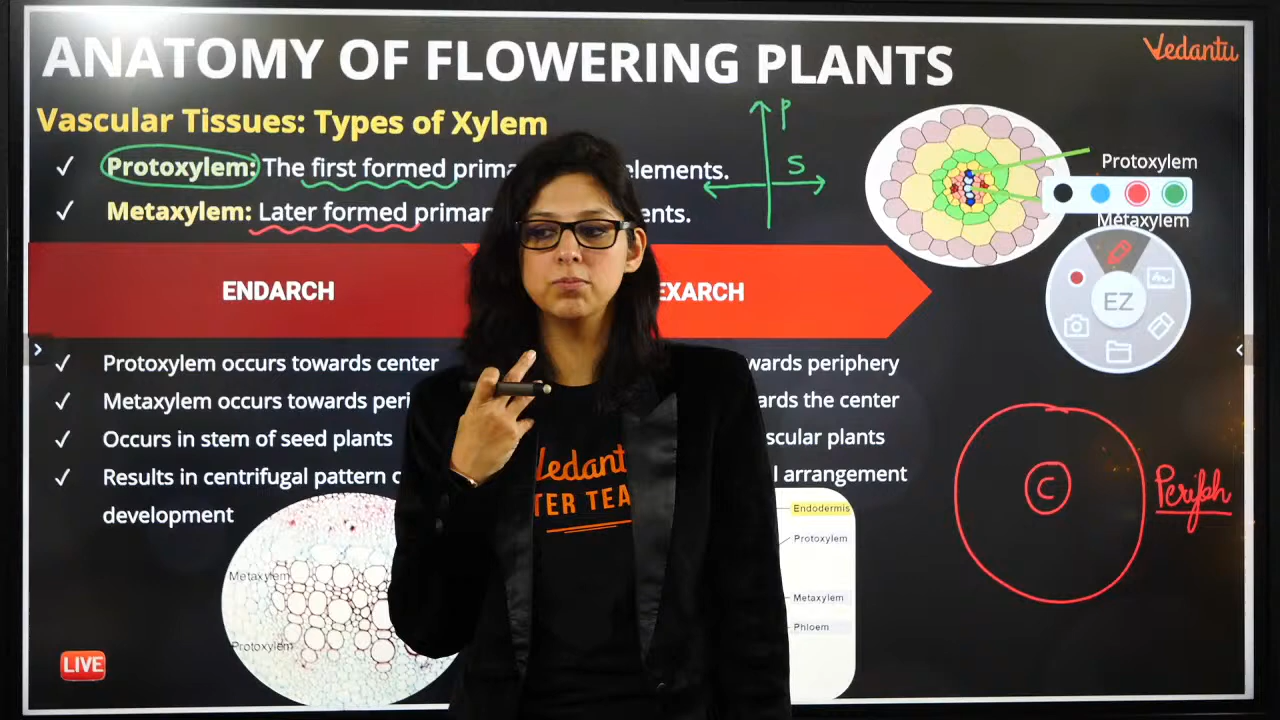 ANATOMY OF FLOWERING PLANTS
Vedantu
Vascular Tissues: Types of Xylem
✓ Protoxylem: The first formed prima elements.
✓ Metaxylem: Later formed primar ents.
P
S
Protoxylem
Metaxylem
EZ
ENDARCH
EXARCH
✓ Protoxylem occurs towards center
✓ Metaxylem occurs towards peri
✓ Occurs in stem of seed plants
✓ Results in centrifugal pattern
development
wards periphery
ards the center
scular plants
l arrangement
C
Periph
Metaxylem
Protoxylem
Endodermis
Protoxylem
Metaxylem
Phloem
Vedant
TER TEA
LIVE